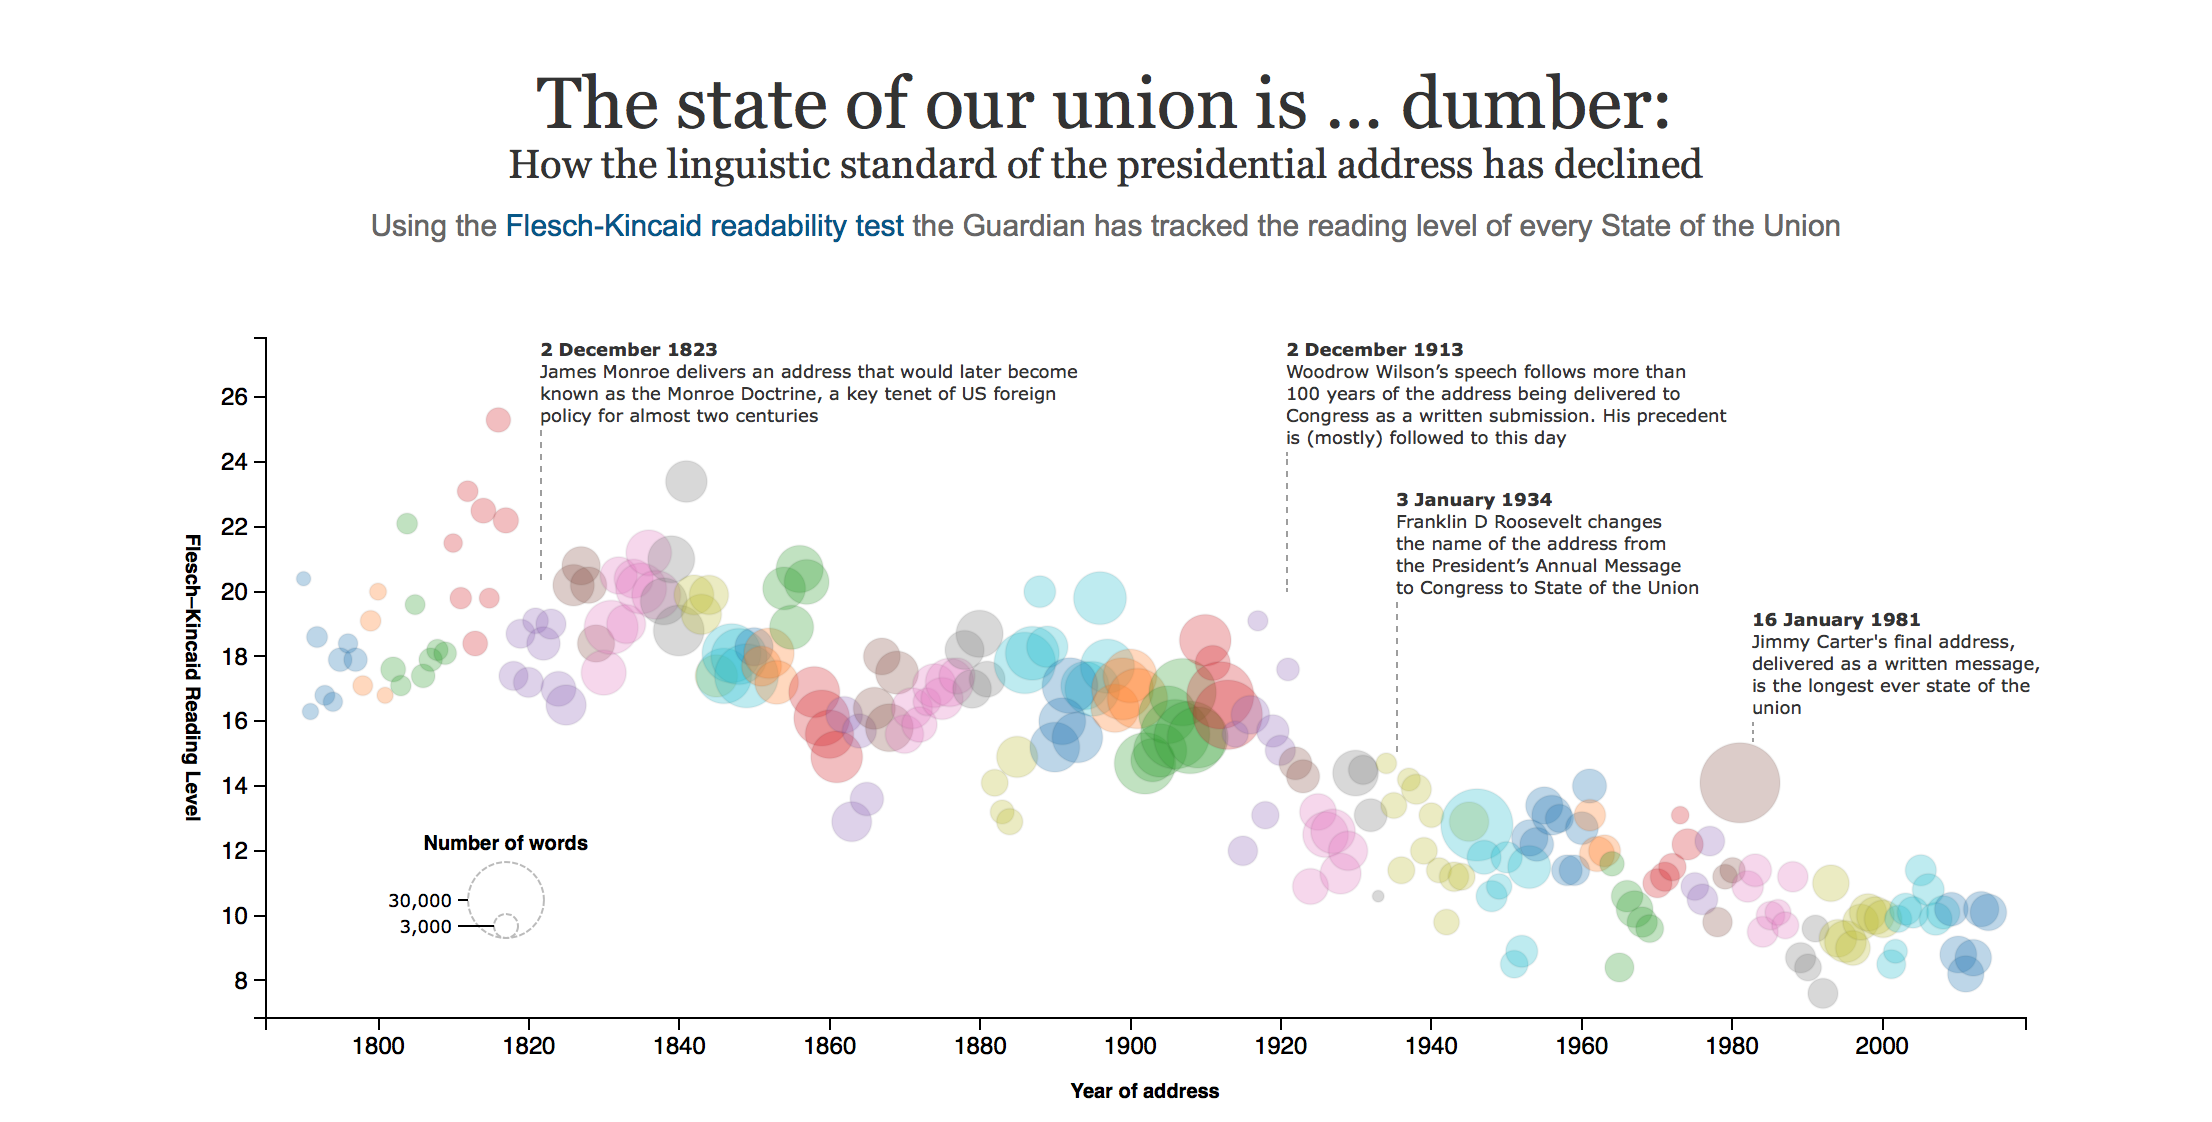 The state of our union is ... dumber:
How the linguistic standard of the presidential address has declined
Using the Flesch-Kincaid readability test the Guardian has tracked the reading level of every State of the Union
2 December 1823
James Monroe delivers an address that would later become
known as the Monroe Doctrine, a key tenet of US foreign
policy for almost two centuries
2 December 1913
Woodrow Wilson's speech follows more than
100 years of the address being delivered to
Congress as a written submission. His precedent
is (mostly) followed to this day
3 January 1934
Franklin D Roosevelt changes
the name of the address from
the President's Annual Message
to Congress to State of the Union
16 January 1981
Jimmy Carter's final address,
delivered as a written message,
is the longest ever state of the
union
Flesch–Kincaid Reading Level
26
24
22
20
18
16
14
12
10
8
Number of words
30,000
3,000
1800
1820
1840
1860
1880
1900
1920
1940
1960
1980
2000
Year of address